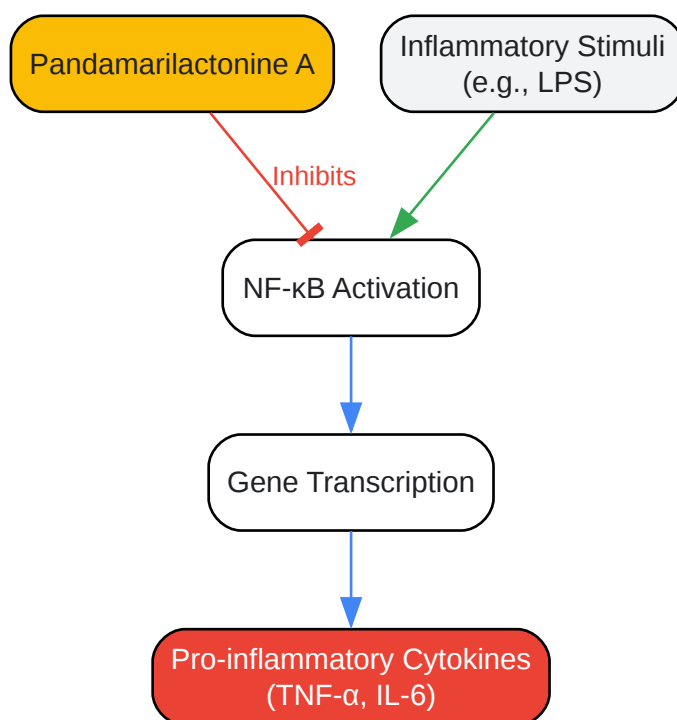 Pandamarilactonine A
Inflammatory Stimuli
(e.g., LPS)
Inhibits
NF-κB Activation
Gene Transcription
Pro-inflammatory Cytokines
(TNF-α, IL-6)